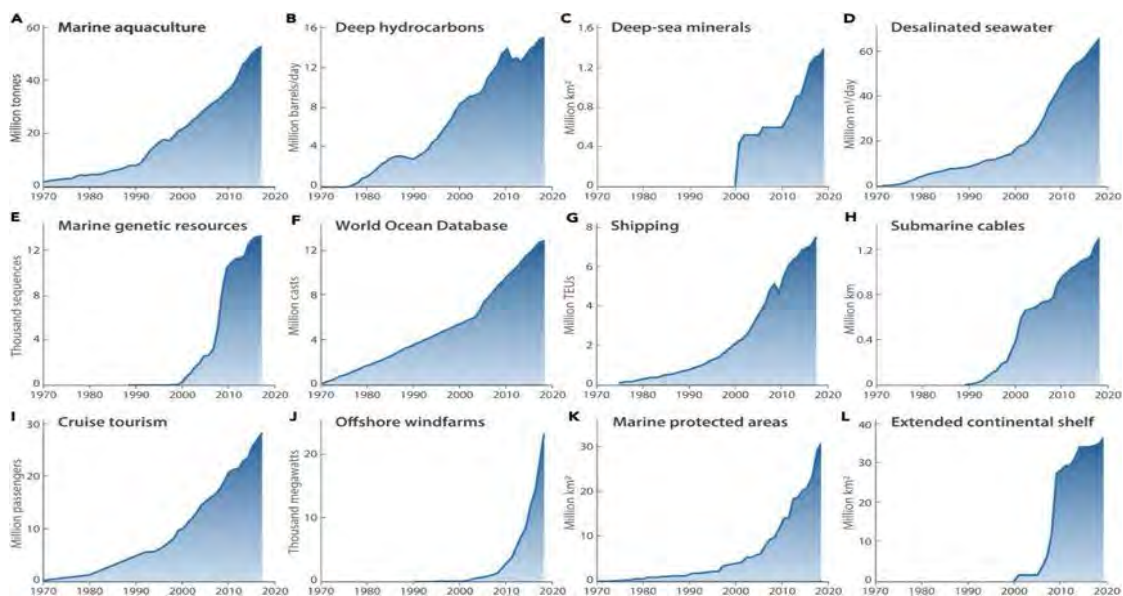 A Marine aquaculture
Million tonnes
60
40
20
0
1970 1980 1990 2000 2010 2020
B Deep hydrocarbons
Million barrels/day
16
12
8
4
0
1970 1980 1990 2000 2010 2020
C Deep-sea minerals
Million km²
1.6
1.2
0.8
0.4
0
1970 1980 1990 2000 2010 2020
D Desalinated seawater
Million m³/day
60
40
20
0
1970 1980 1990 2000 2010 2020
E Marine genetic resources
Thousand sequences
12
8
4
0
1970 1980 1990 2000 2010 2020
F World Ocean Database
Million casts
12
8
4
0
1970 1980 1990 2000 2010 2020
G Shipping
Million TEUs
8
6
4
2
0
1970 1980 1990 2000 2010 2020
H Submarine cables
Million km
1.2
0.8
0.4
0
1970 1980 1990 2000 2010 2020
I Cruise tourism
Million passengers
30
20
10
0
1970 1980 1990 2000 2010 2020
J Offshore windfarms
Thousand megawatts
20
10
0
1970 1980 1990 2000 2010 2020
K Marine protected areas
Million km²
30
20
10
0
1970 1980 1990 2000 2010 2020
L Extended continental shelf
Million km²
40
30
30
10
0
1970 1980 1990 2000 2010 2020